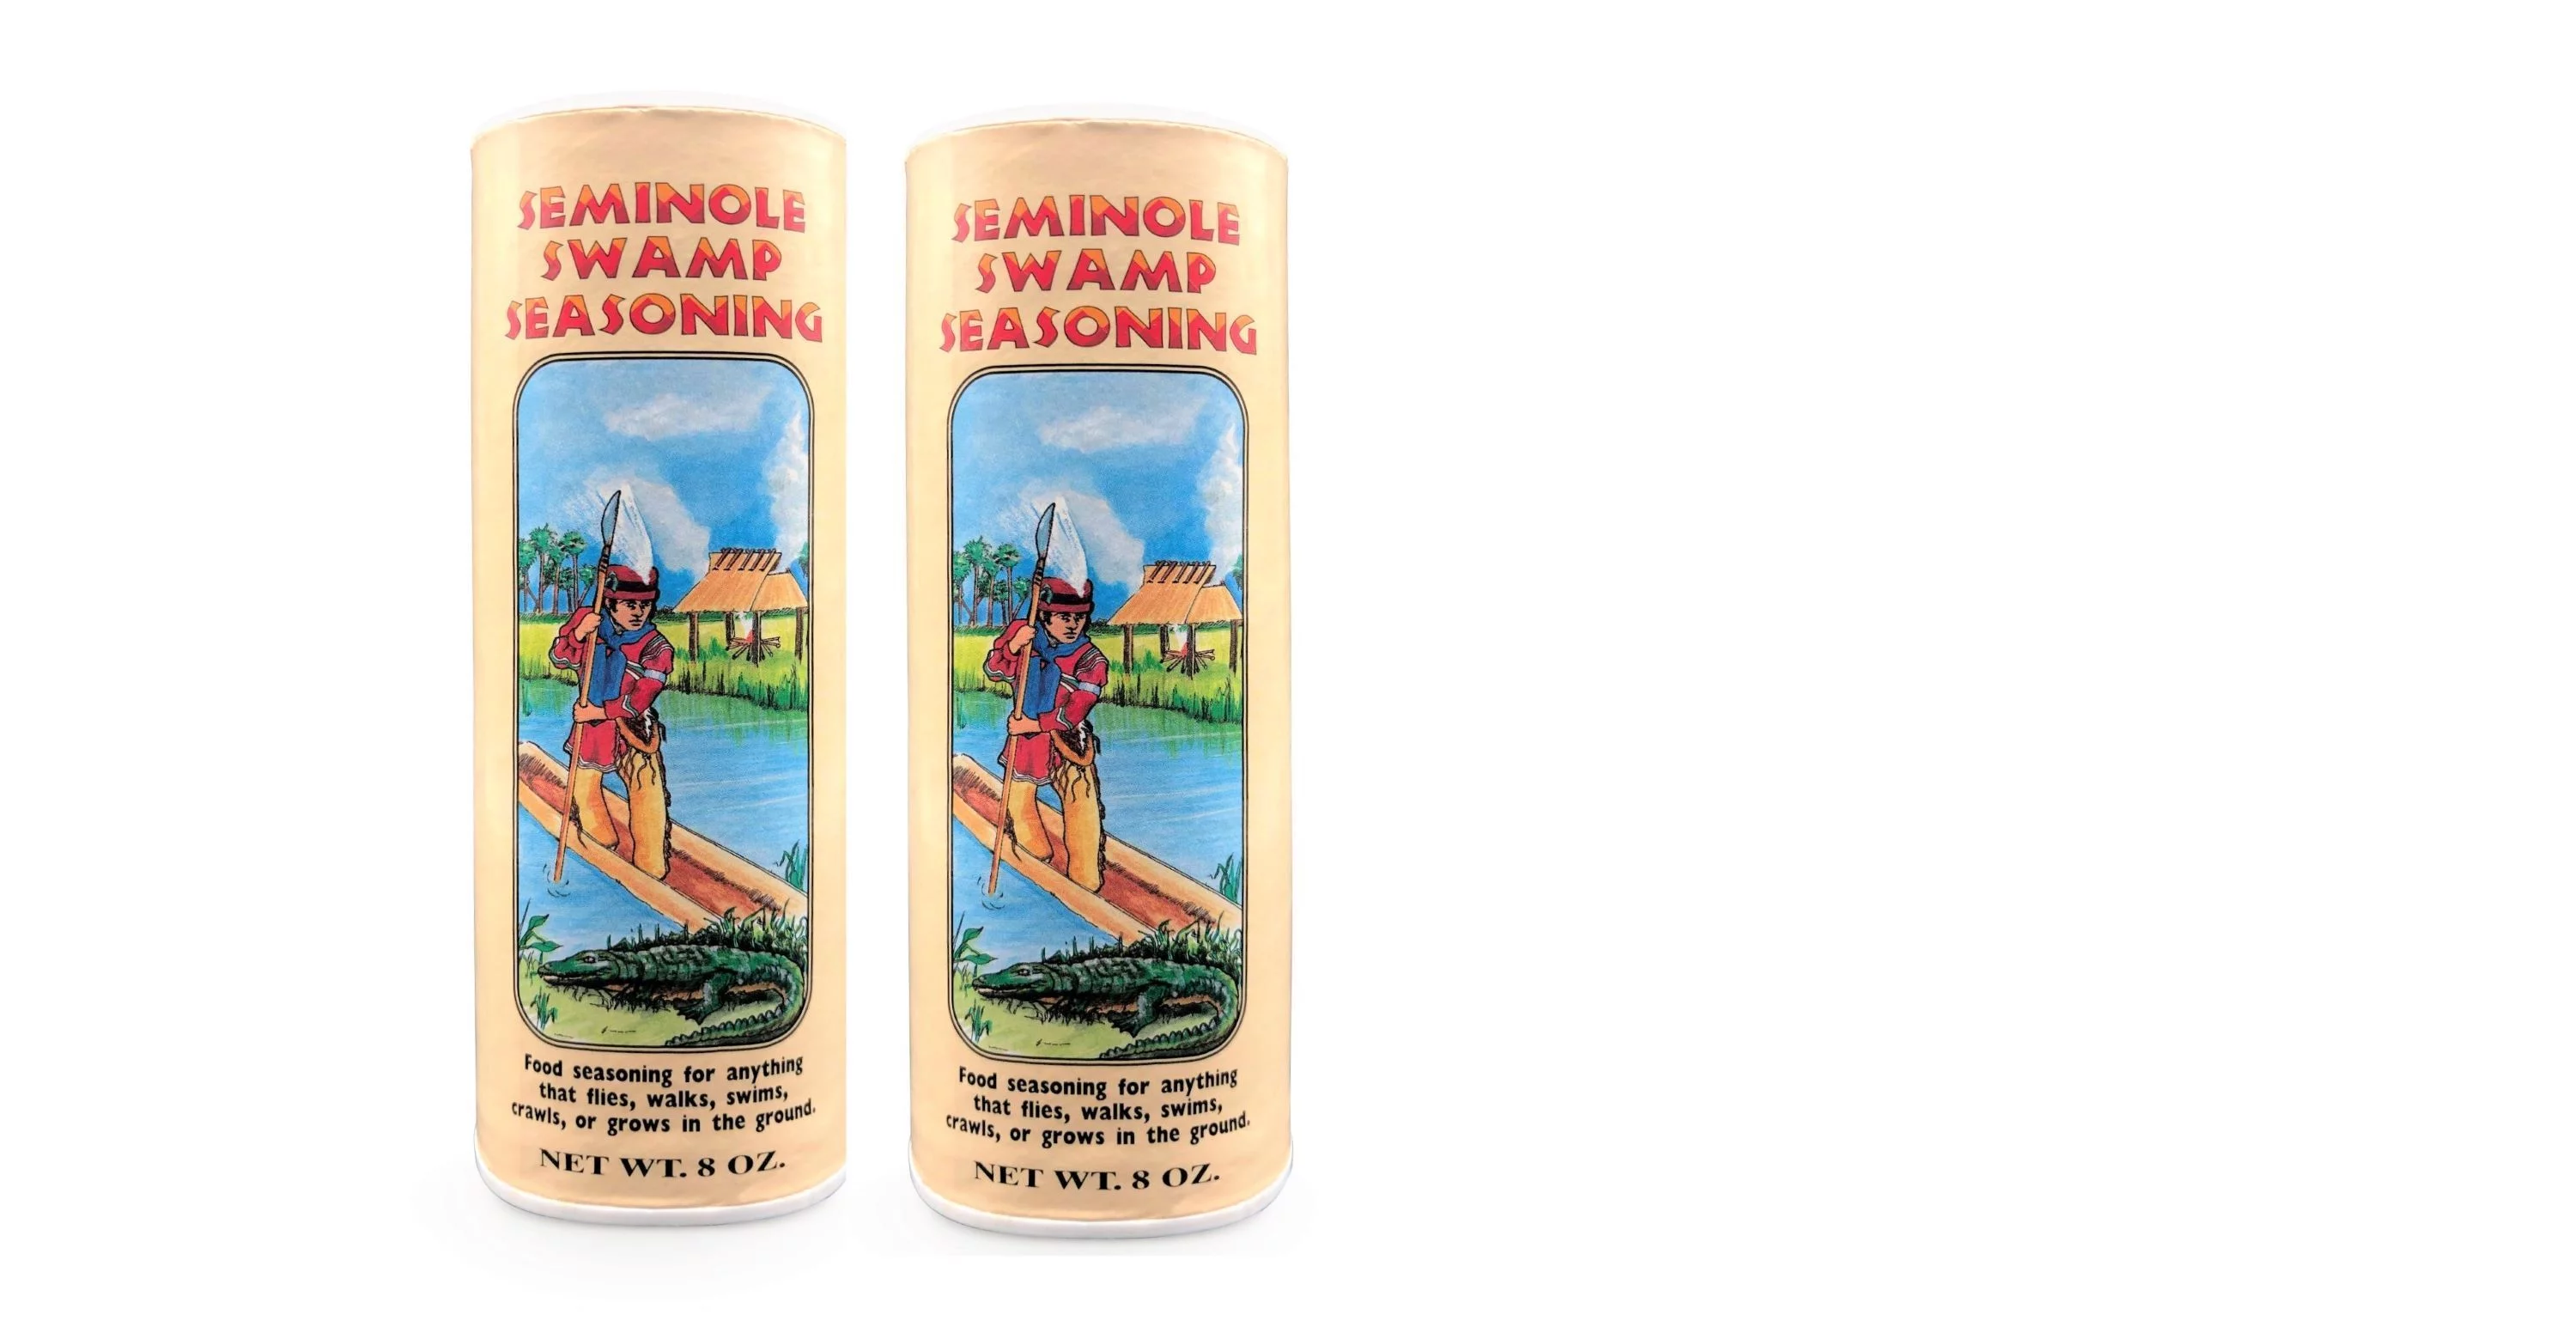 SEMINOLE
SWAMP
SEASONING
Food seasoning for anything
that flies, walks, swims,
crawls, or grows in the ground.
NET WT. 8 OZ.
SEMINOLE
SWAMP
SEASONING
Food seasoning for anything
that flies, walks, swims,
crawls, or grows in the ground.
NET WT. 8 OZ.